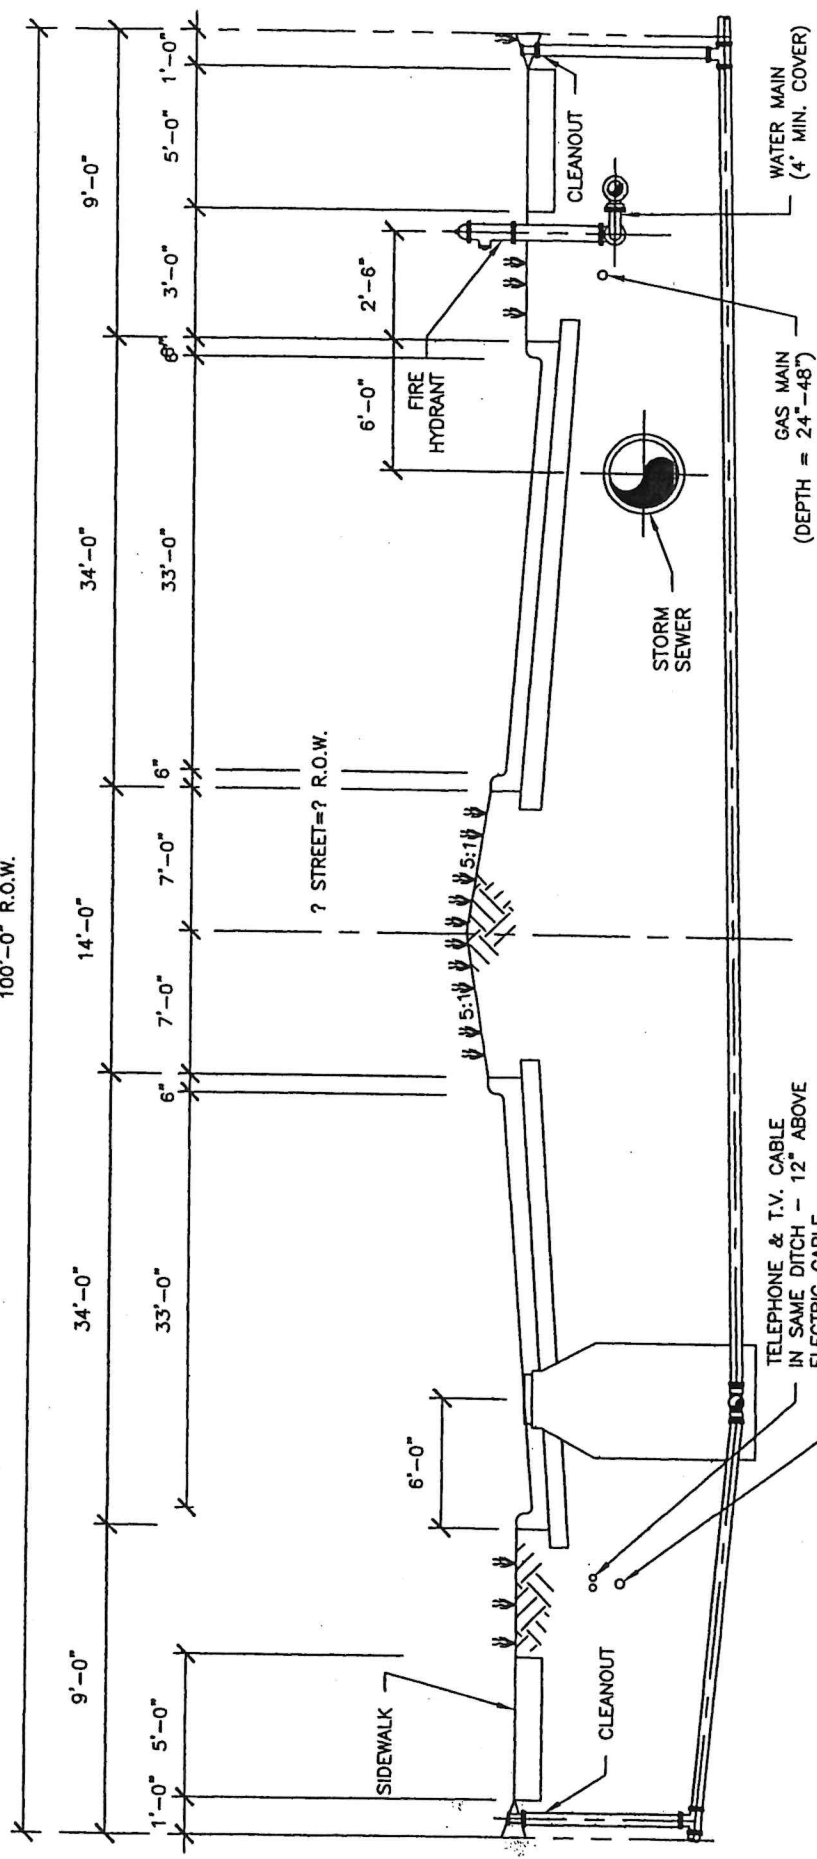 100'-0" R.O.W.
9'-0"
34'-0"
14'-0"
34'-0"
9'-0"
1'-0"
5'-0"
33'-0"
6"
7'-0"
7'-0"
6"
33'-0"
3'-0"
5'-0"
1'-0"
6'-0"
? STREET=? R.O.W.
6'-0"
2'-6"
SIDEWALK
5:1
5:1
FIRE
HYDRANT
CLEANOUT
CLEANOUT
STORM
SEWER
TELEPHONE & T.V. CABLE
IN SAME DITCH - 12" ABOVE
GAS MAIN
(DEPTH = 24"-48")
WATER MAIN
(4' MIN. COVER)